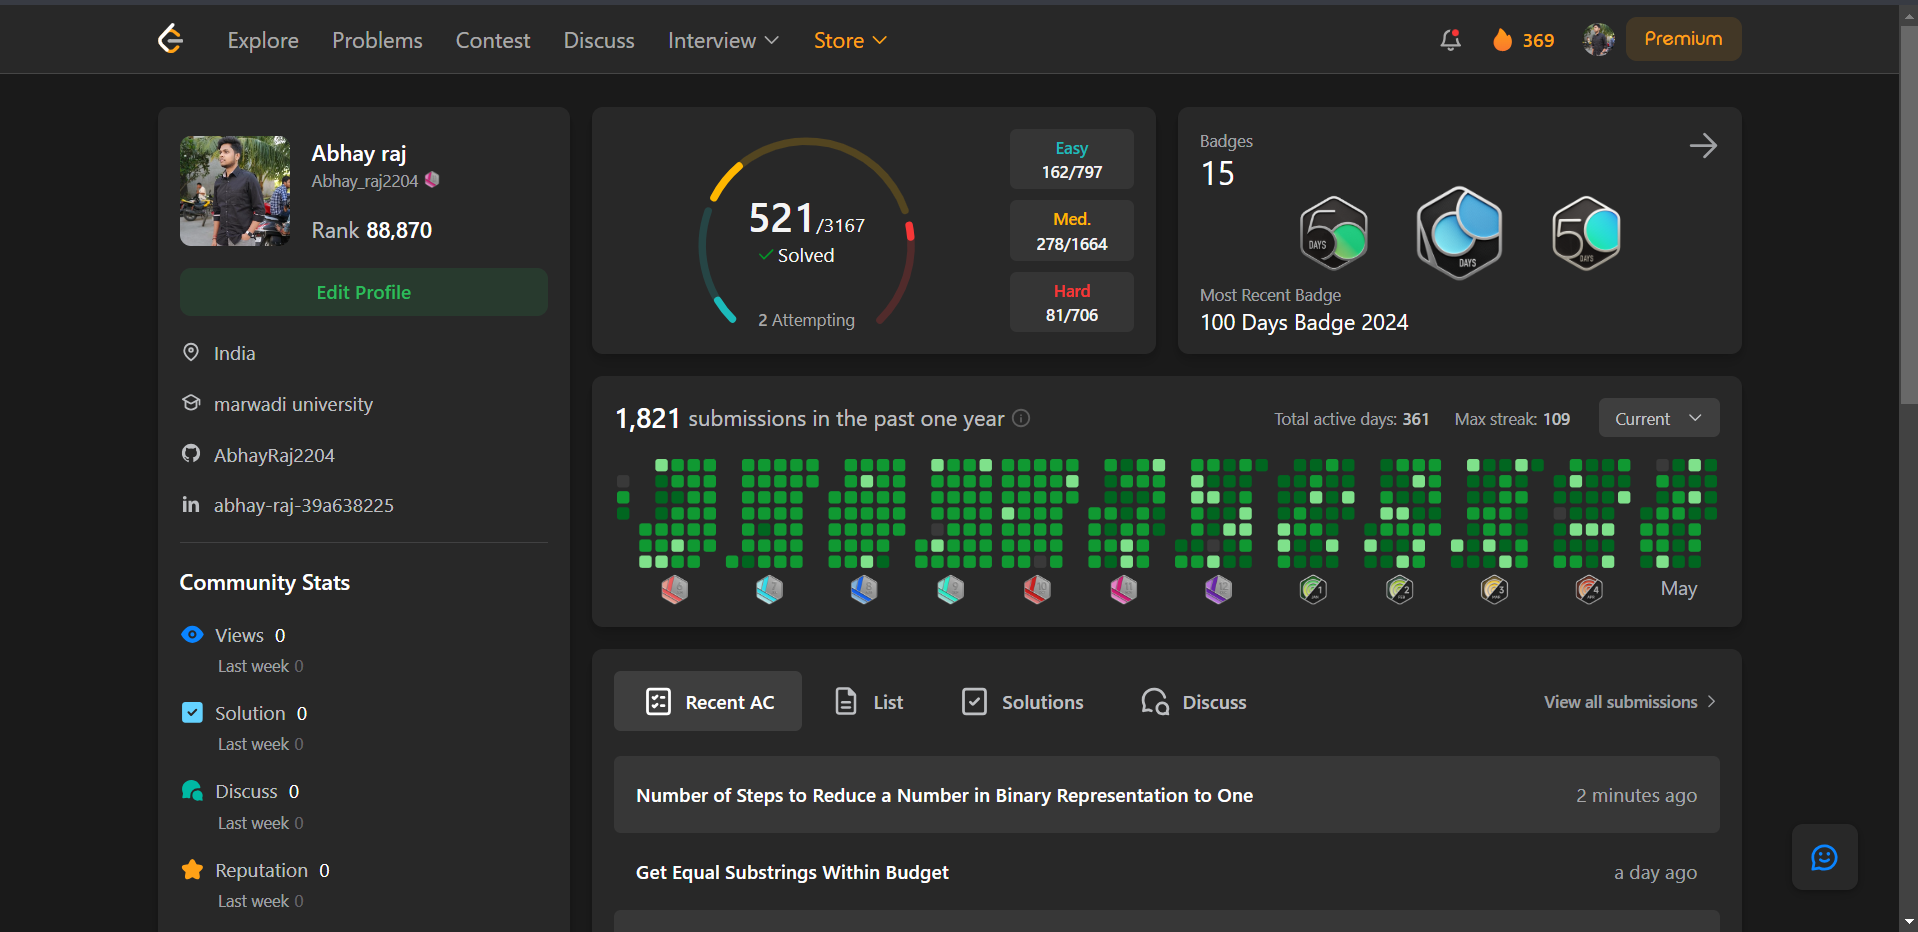 Explore Problems Contest Discuss Interview Store 369 Premium
Abhay raj
Abhay_raj2204
Rank 88,870
Edit Profile
India
marwadi university
AbhayRaj2204
abhay-raj-39a638225
Community Stats
Views 0
Last week 0
Solution 0
Last week 0
Discuss 0
Last week 0
Reputation 0
Last week 0
521/3167
Solved
2 Attempting
Easy
162/797
Med.
278/1664
Hard
81/706
Badges
15
50 DAYS
DAYS
50 DAYS
Most Recent Badge
100 Days Badge 2024
1,821 submissions in the past one year
Total active days: 361 Max streak: 109 Current
May
Recent AC List Solutions Discuss View all submissions
Number of Steps to Reduce a Number in Binary Representation to One 2 minutes ago
Get Equal Substrings Within Budget a day ago